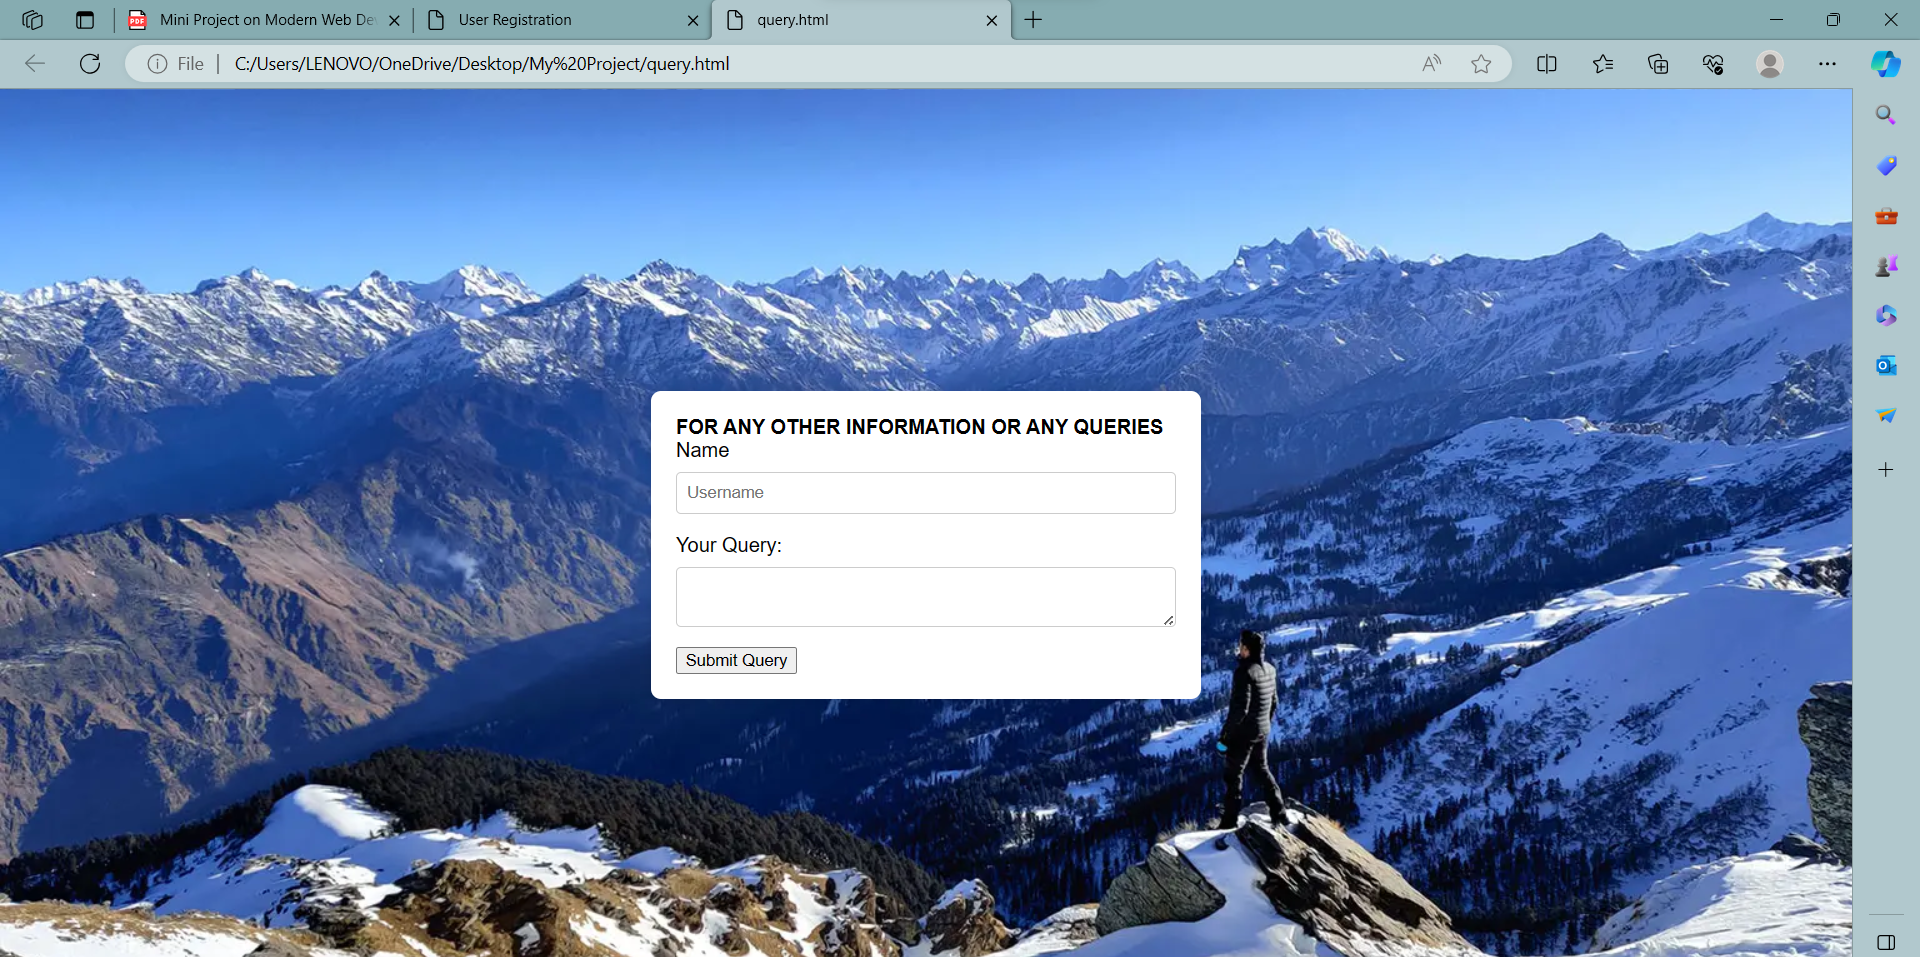 Mini Project on Modern Web De
User Registration
query.html
File
C:/Users/LENOVO/OneDrive/Desktop/My%20Project/query.html
FOR ANY OTHER INFORMATION OR ANY QUERIES
Name
Username
Your Query:
Submit Query